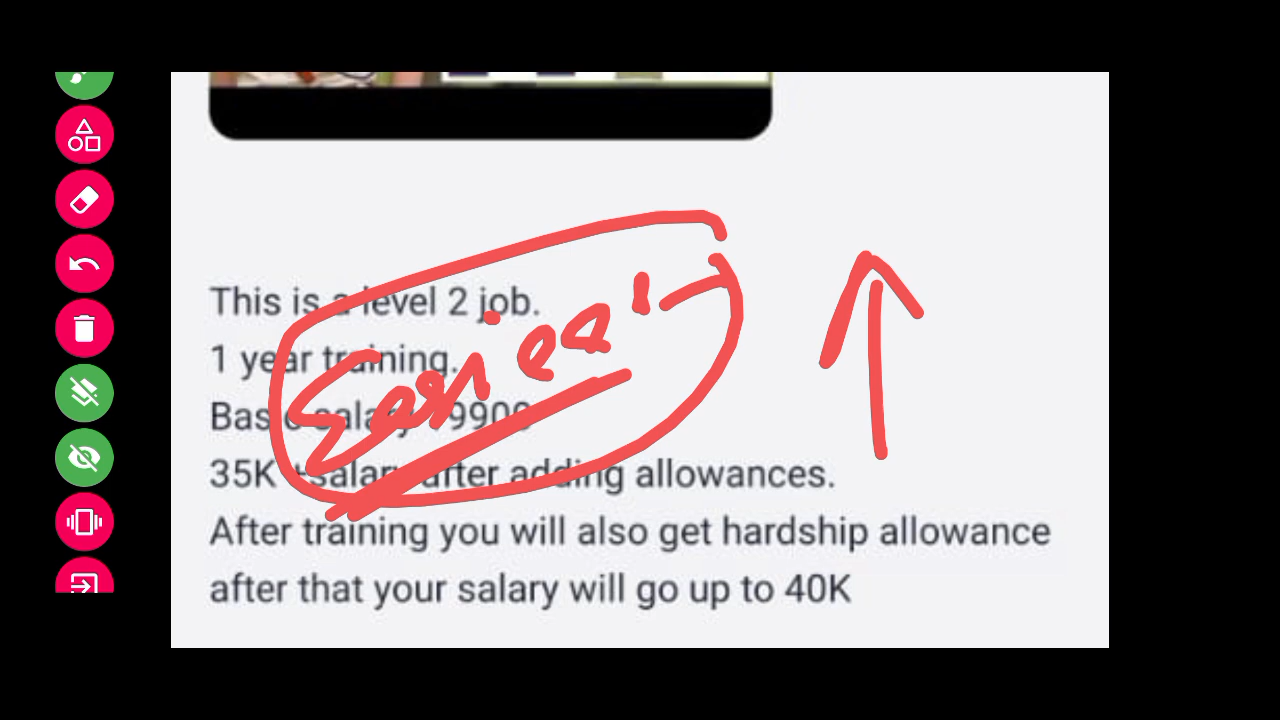 This is a level 2 job.
1 year training.
Basic salary 19900
35K +salary after adding allowances.
After training you will also get hardship allowance
after that your salary will go up to 40K